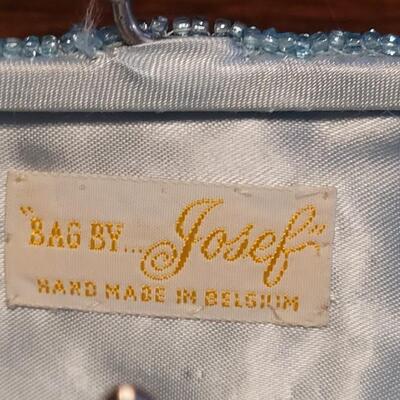 "BAG BY... Josef"
HAND MADE IN BELGIUM